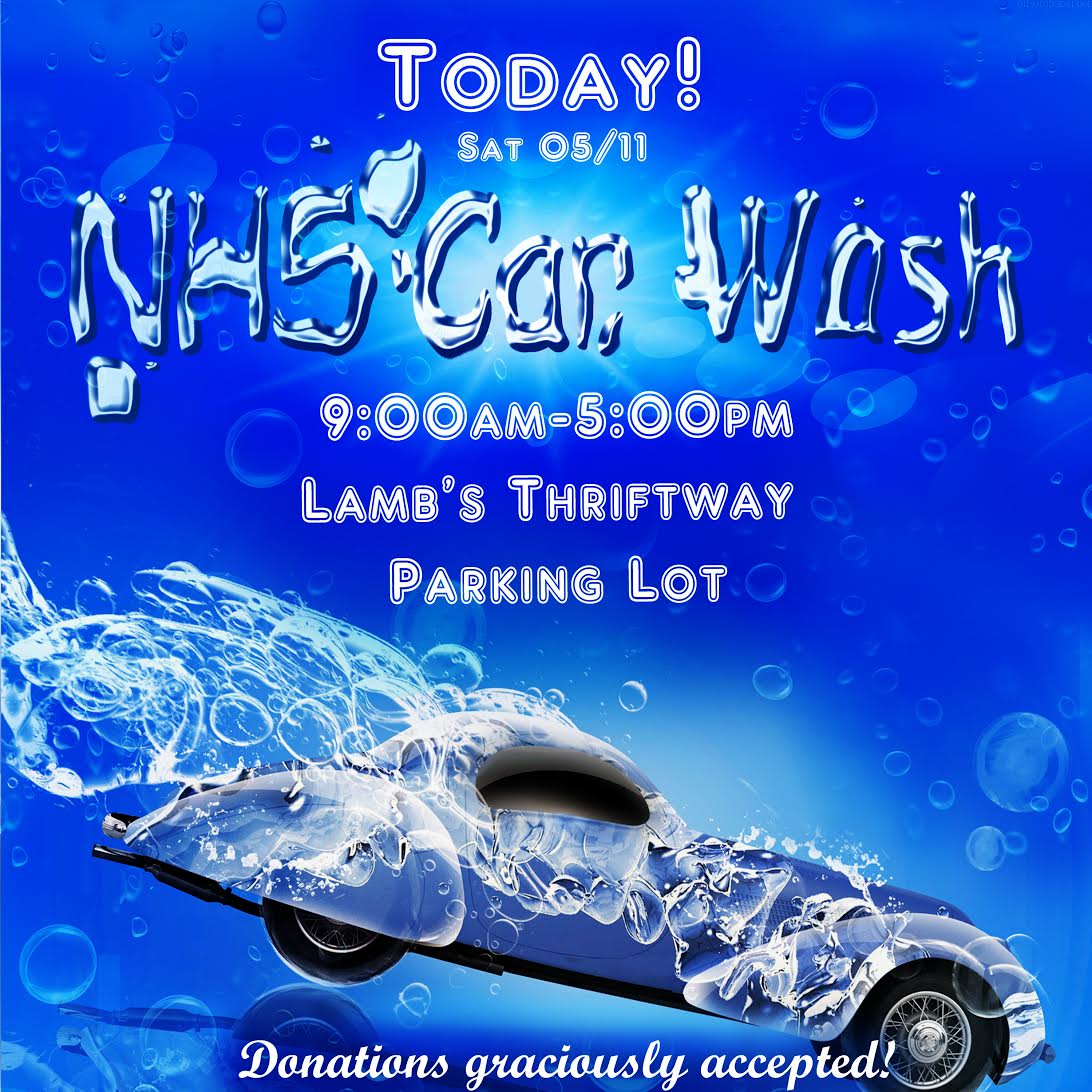 Today!
Sat 05/11
NHS Car Wash
9:00am-5:00pm
Lamb's Thriftway
Parking Lot
Donations graciously accepted!